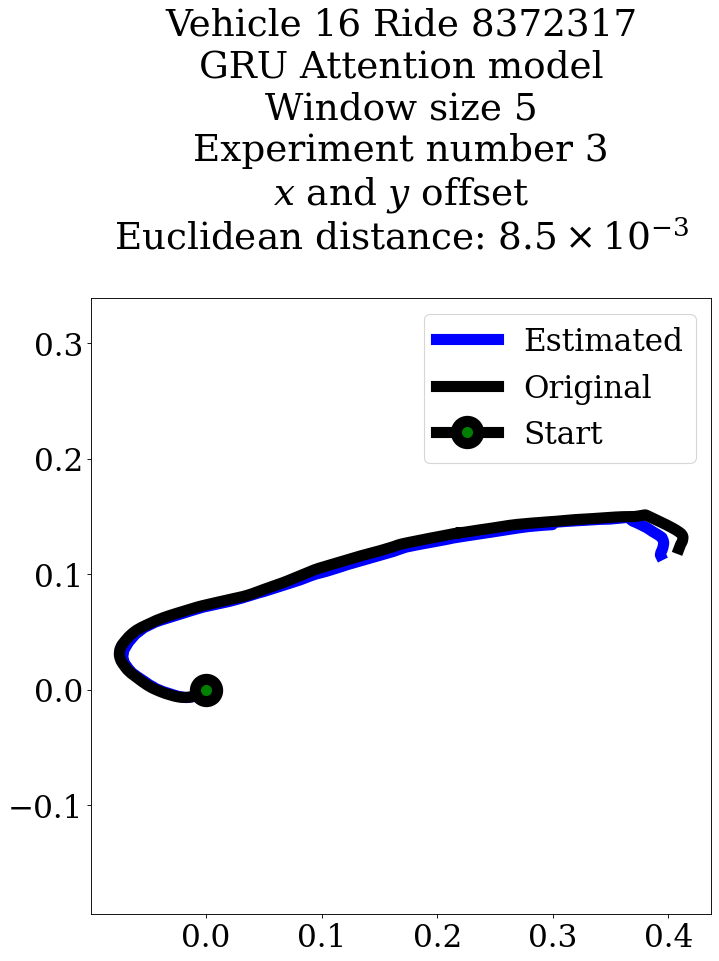 Vehicle 16 Ride 8372317
GRU Attention model
Window size 5
Experiment number 3
x and y offset
Euclidean distance: 8.5 × 10⁻³
Estimated
Original
Start
0.3
0.2
0.1
0.0
−0.1
0.0 0.1 0.2 0.3 0.4